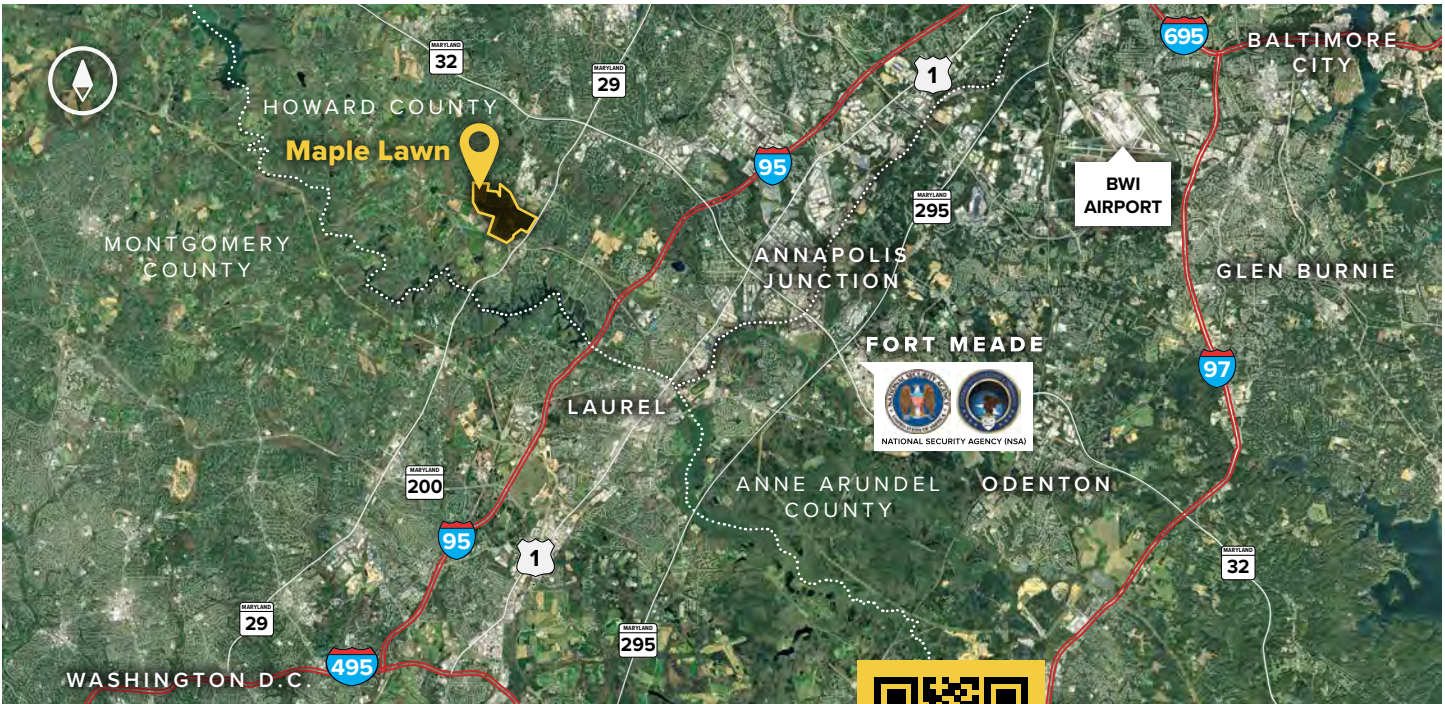 695
BALTIMORE
CITY
MARYLAND
32
MARYLAND
29
1
HOWARD COUNTY
Maple Lawn
95
BWI
AIRPORT
MARYLAND
295
MONTGOMERY
COUNTY
ANNAPOLIS
JUNCTION
GLEN BURNIE
FORT MEADE
97
NATIONAL SECURITY AGENCY (NSA)
LAUREL
MARYLAND
200
ANNE ARUNDEL
COUNTY
ODENTON
95
1
MARYLAND
32
MARYLAND
29
MARYLAND
295
495
WASHINGTON D.C.